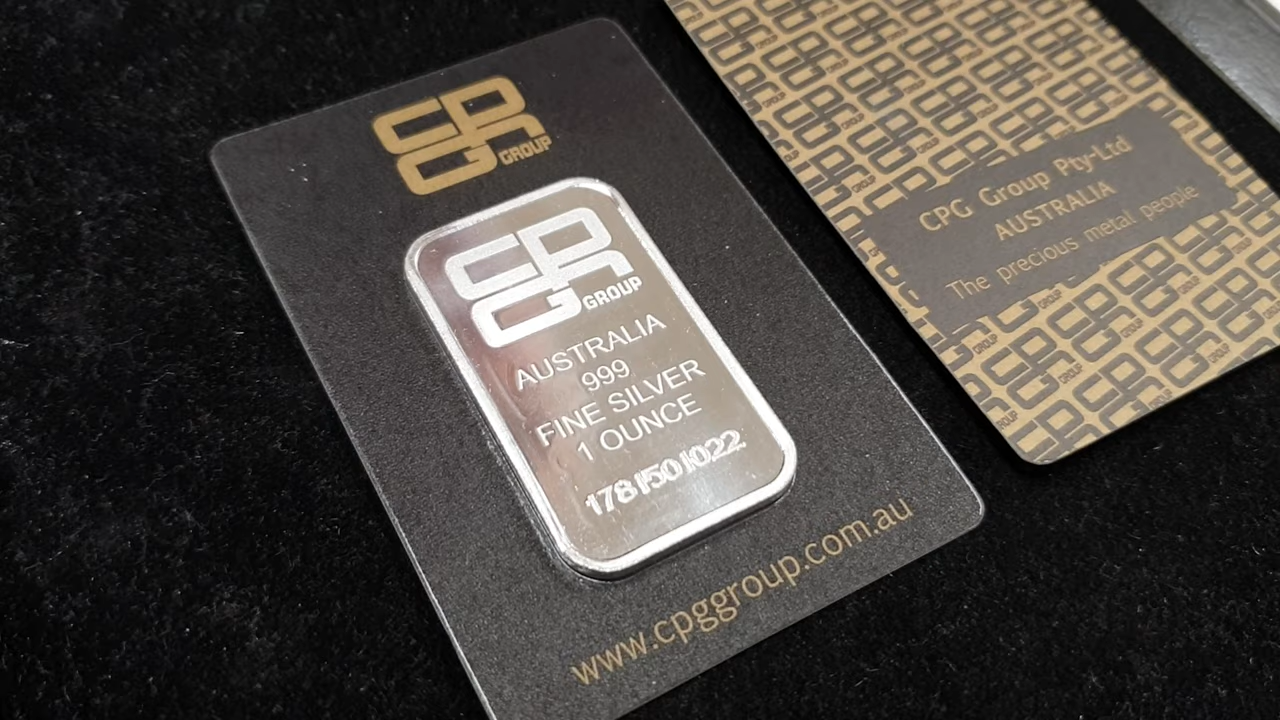 CPG
GROUP
CPG
GROUP
AUSTRALIA
999
FINE SILVER
1 OUNCE
www.cpggroup.com.au
CPG Group Pty-Ltd
AUSTRALIA
The precious metal people